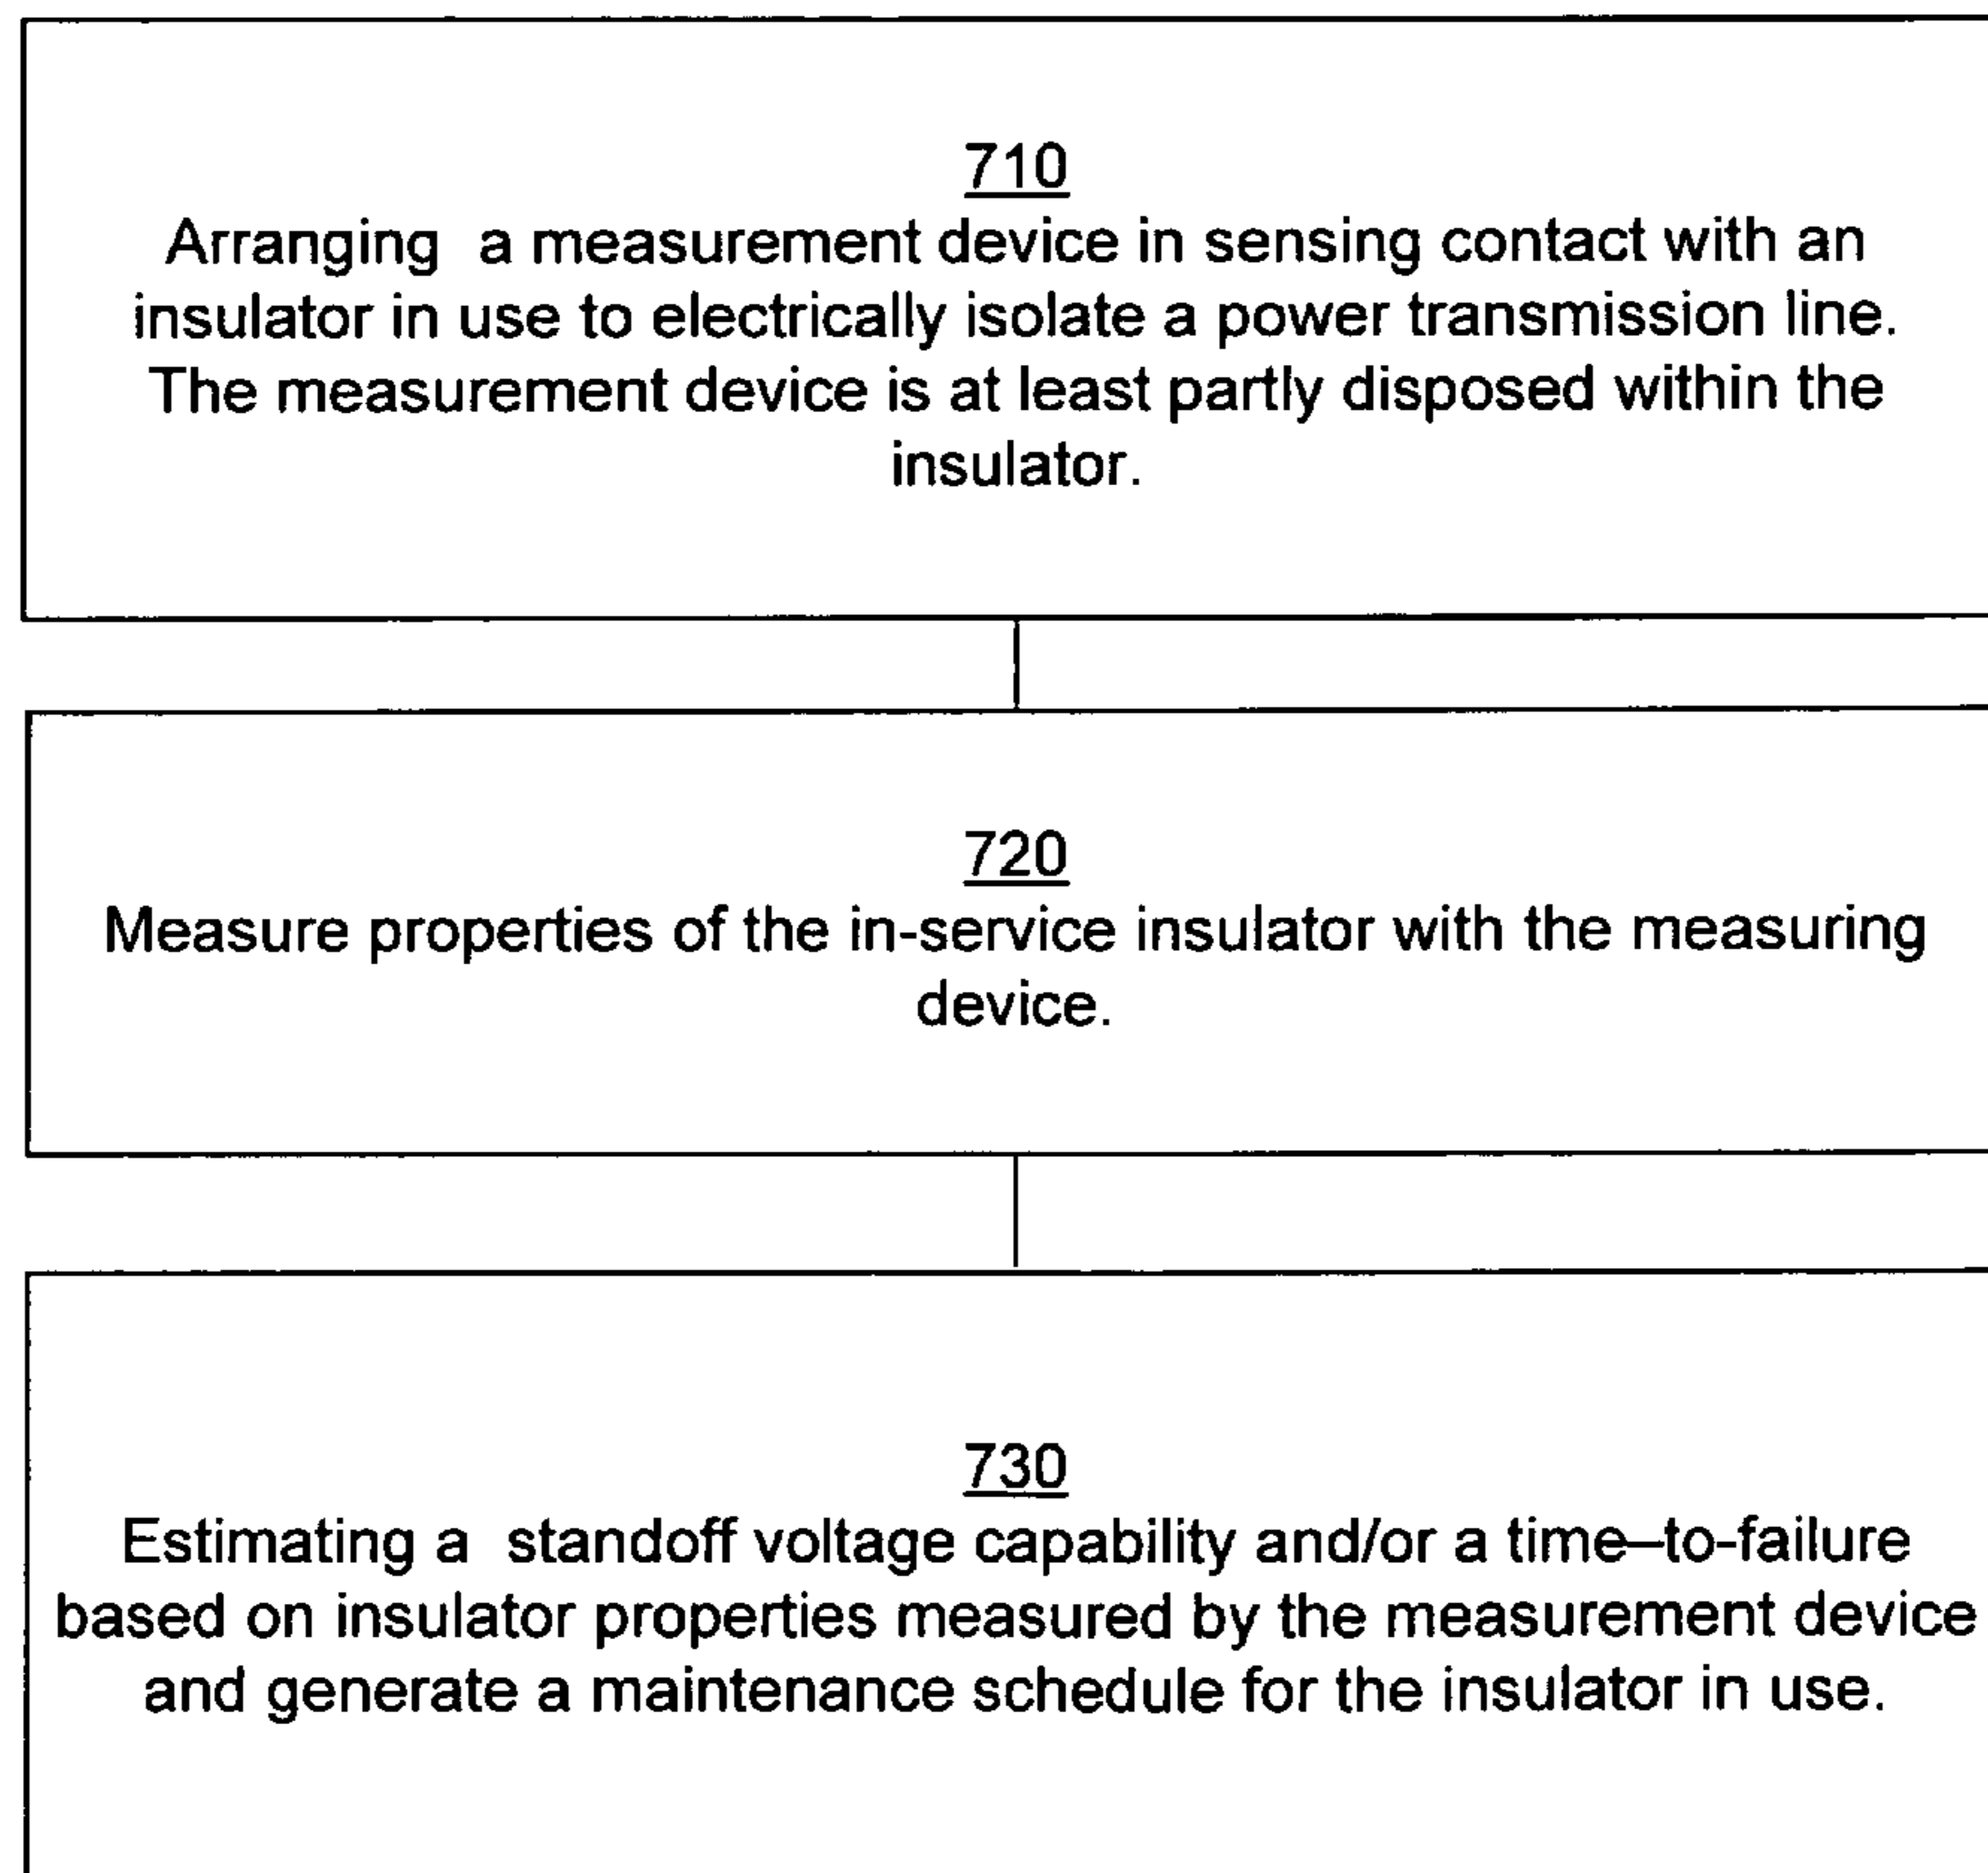 710
Arranging a measurement device in sensing contact with an
insulator in use to electrically isolate a power transmission line.
The measurement device is at least partly disposed within the
insulator.
720
Measure properties of the in-service insulator with the measuring
device.
730
Estimating a standoff voltage capability and/or a time–to-failure
based on insulator properties measured by the measurement device
and generate a maintenance schedule for the insulator in use.